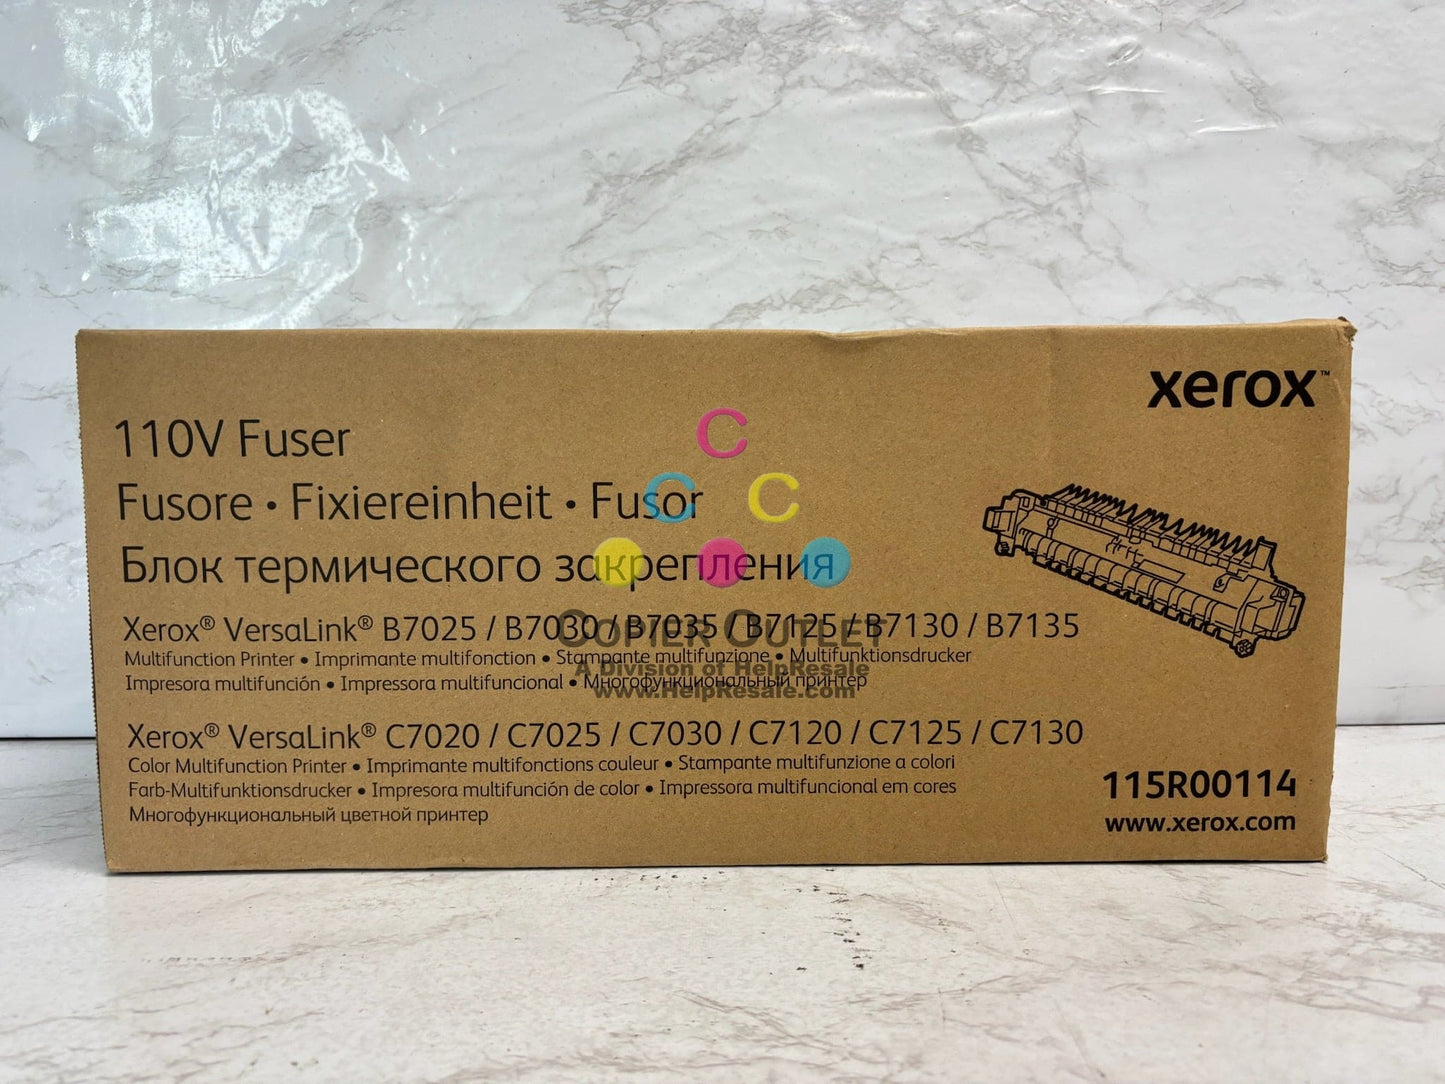 xerox™
110V Fuser
Fusore • Fixiereinheit • Fusor
Блок термического закрепления
Xerox® VersaLink® B7025 / B7030 / B7035 / B7125 / B7130 / B7135
Multifunction Printer • Imprimante multifonction • Stampante multifunzione • Multifunktionsdrucker
Impresora multifunción • Impressora multifuncional • Многофункциональный принтер
Xerox® VersaLink® C7020 / C7025 / C7030 / C7120 / C7125 / C7130
Color Multifunction Printer • Imprimante multifonctions couleur • Stampante multifunzione a colori
Farb-Multifunktionsdrucker • Impresora multifunción de color • Impressora multifuncional em cores
Многофункциональный цветной принтер
115R00114
www.xerox.com
C
C C
Copier Outlet
A Division of HelpResale
www.HelpResale.com